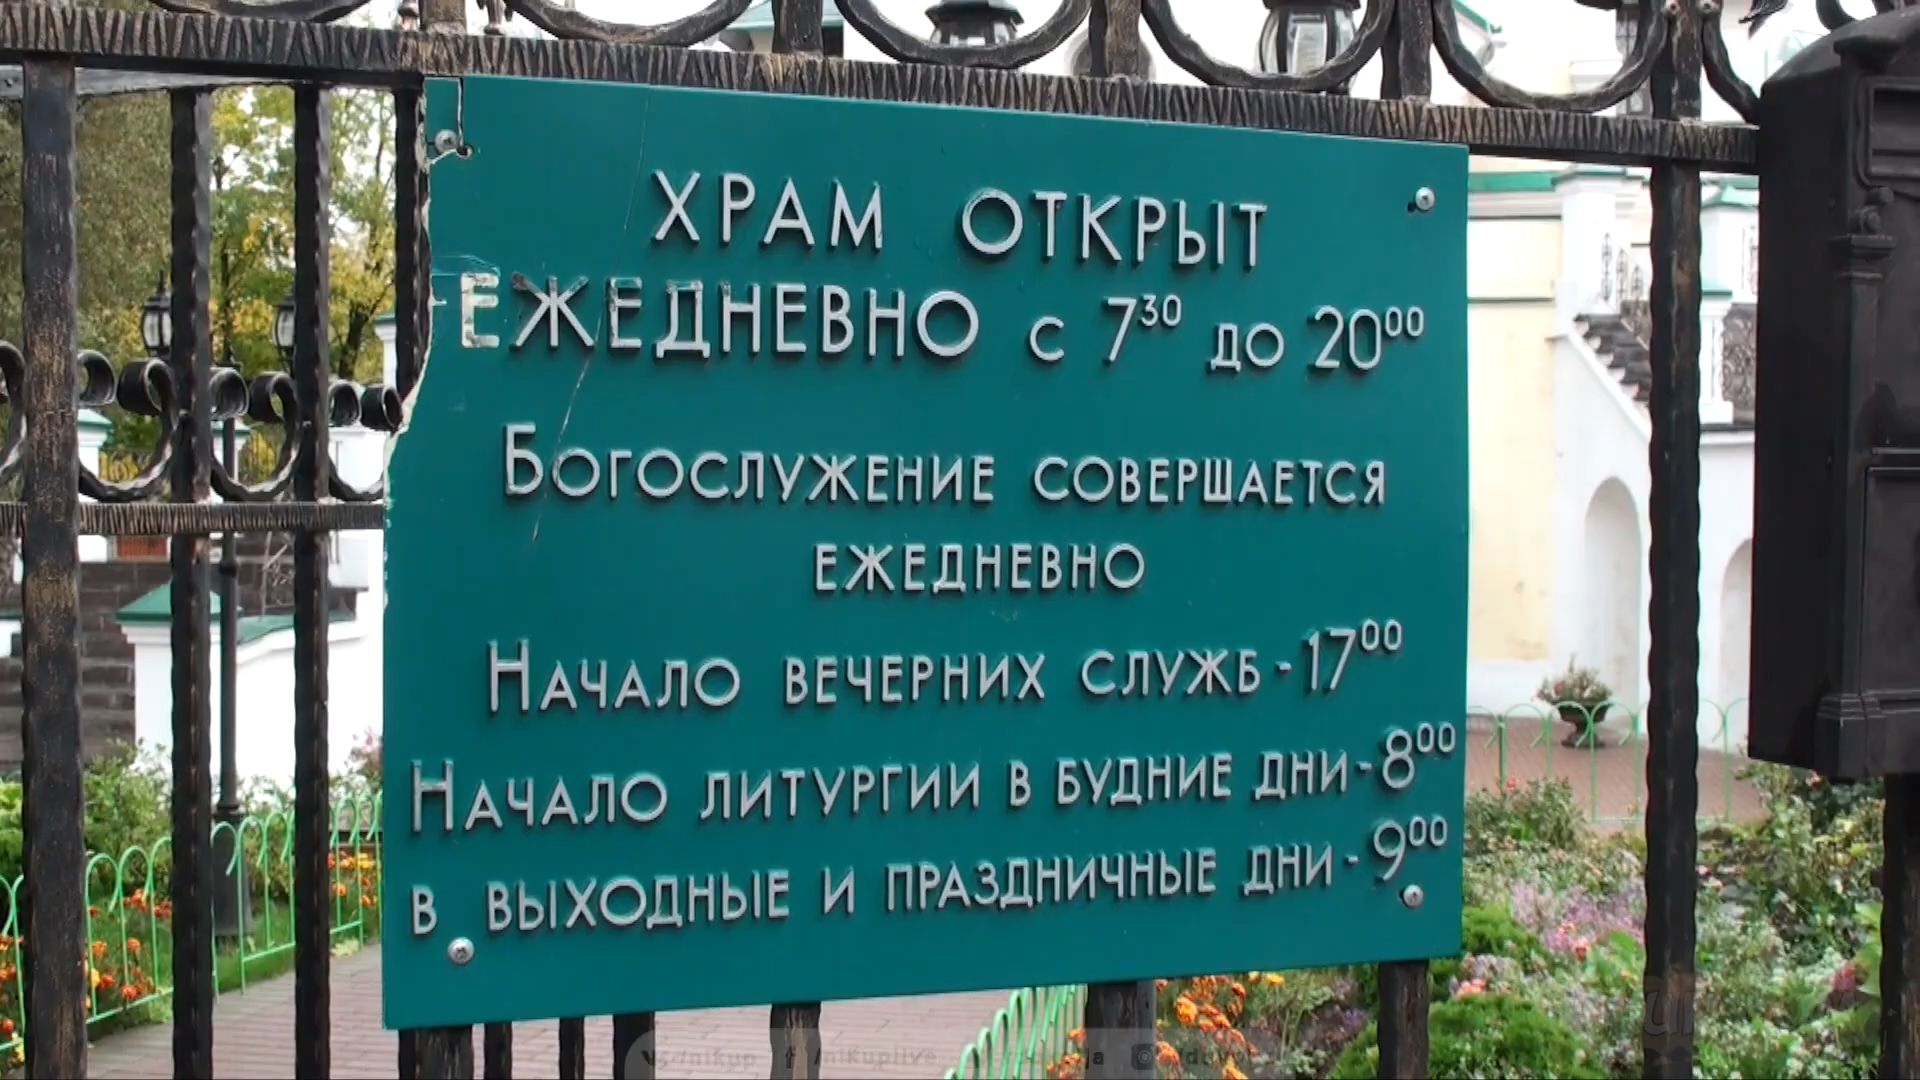 ХРАМ ОТКРЫТ
ЕЖЕДНЕВНО с 7³⁰ до 20⁰⁰
БОГОСЛУЖЕНИЕ СОВЕРШАЕТСЯ
ЕЖЕДНЕВНО
НАЧАЛО ВЕЧЕРНИХ СЛУЖБ - 17⁰⁰
НАЧАЛО ЛИТУРГИИ В БУДНИЕ ДНИ - 8⁰⁰
В ВЫХОДНЫЕ И ПРАЗДНИЧНЫЕ ДНИ - 9⁰⁰
/nikuplive